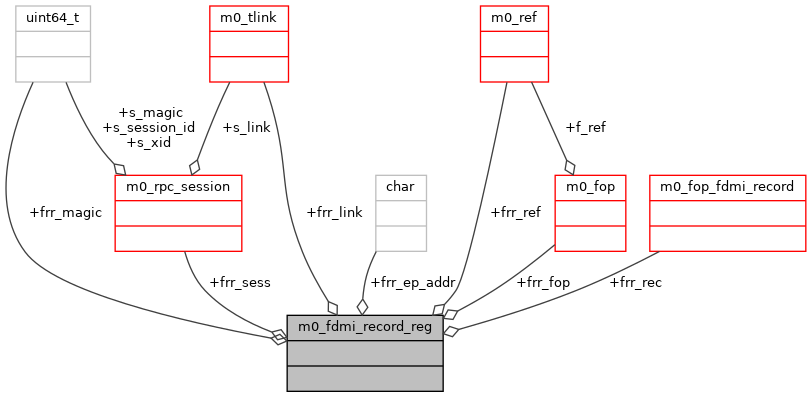 uint64_t
m0_tlink
m0_ref
+s_magic
+s_session_id
+s_xid
+s_link
+f_ref
m0_rpc_session
char
m0_fop
m0_fop_fdmi_record
+frr_magic
+frr_link
+frr_ref
+frr_sess
+frr_ep_addr
+frr_fop
+frr_rec
m0_fdmi_record_reg